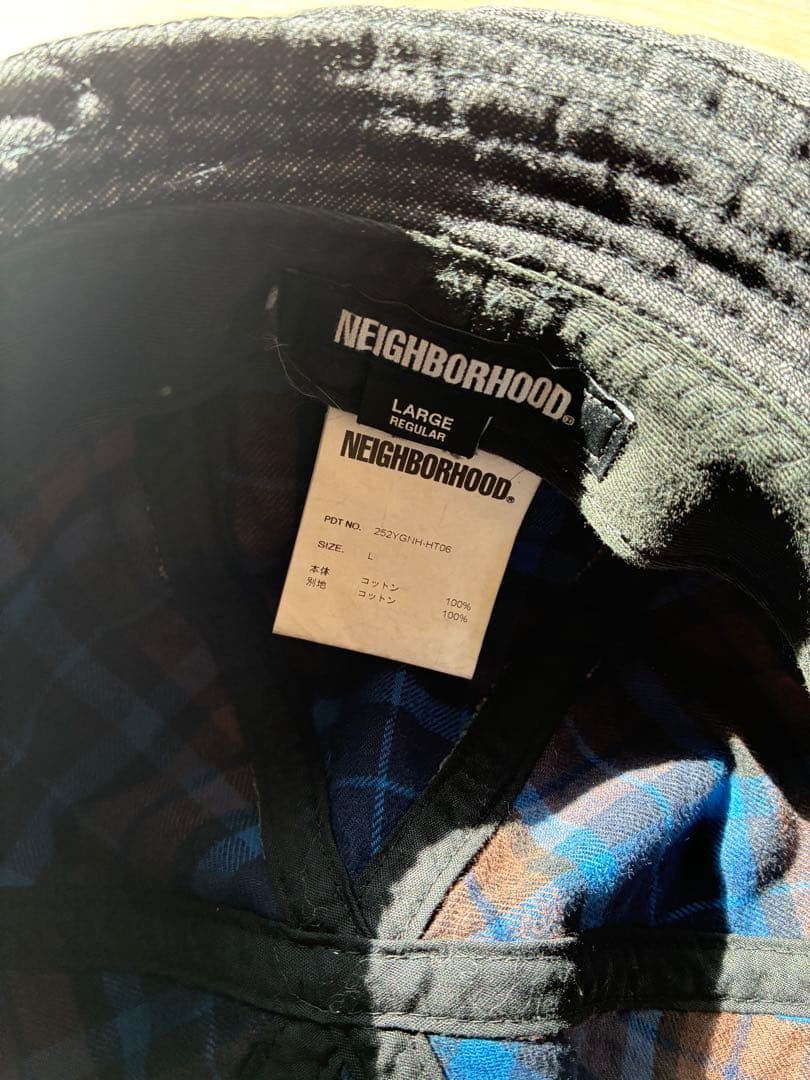 NEIGHBORHOOD®
LARGE
REGULAR
NEIGHBORHOOD®
PDT NO. 252YGNH-HT06
SIZE. L
本体 コットン 100%
別地 コットン 100%